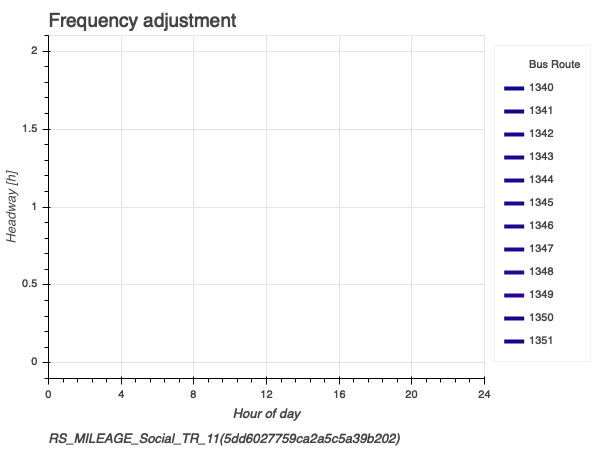 Frequency adjustment
2
1.5
1
0.5
0
Headway [h]
0 4 8 12 16 20 24
Hour of day
RS_MILEAGE_Social_TR_11(5dd6027759ca2a5c5a39b202)
Bus Route
1340
1341
1342
1343
1344
1345
1346
1347
1348
1349
1350
1351